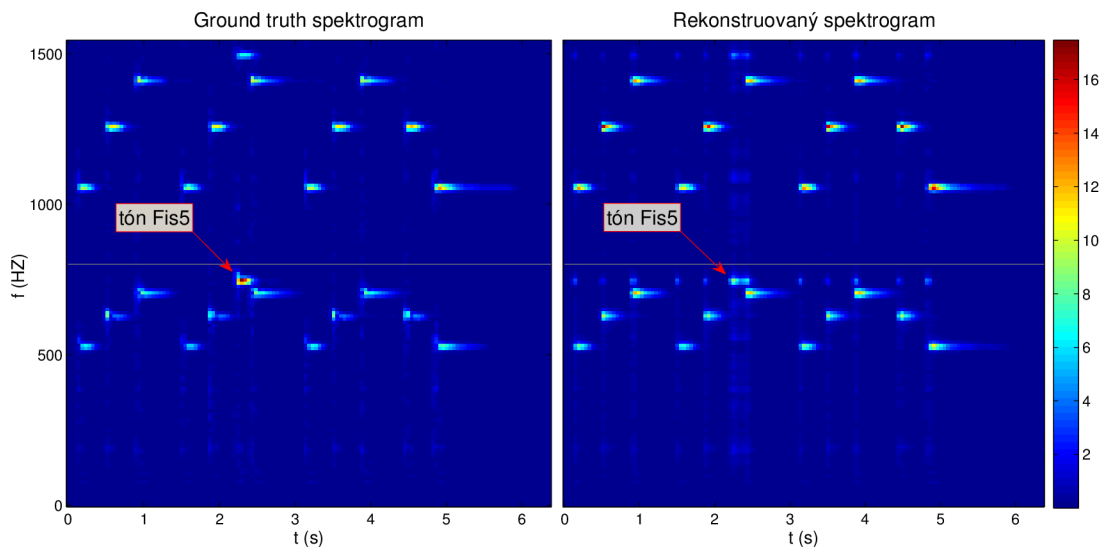 Ground truth spektrogram
Rekonstruovaný spektrogram
f (HZ)
1500
1000
500
0
tón Fis5
tón Fis5
0 1 2 3 4 5 6
t (s)
0 1 2 3 4 5 6
t (s)
16
14
12
10
8
6
4
2